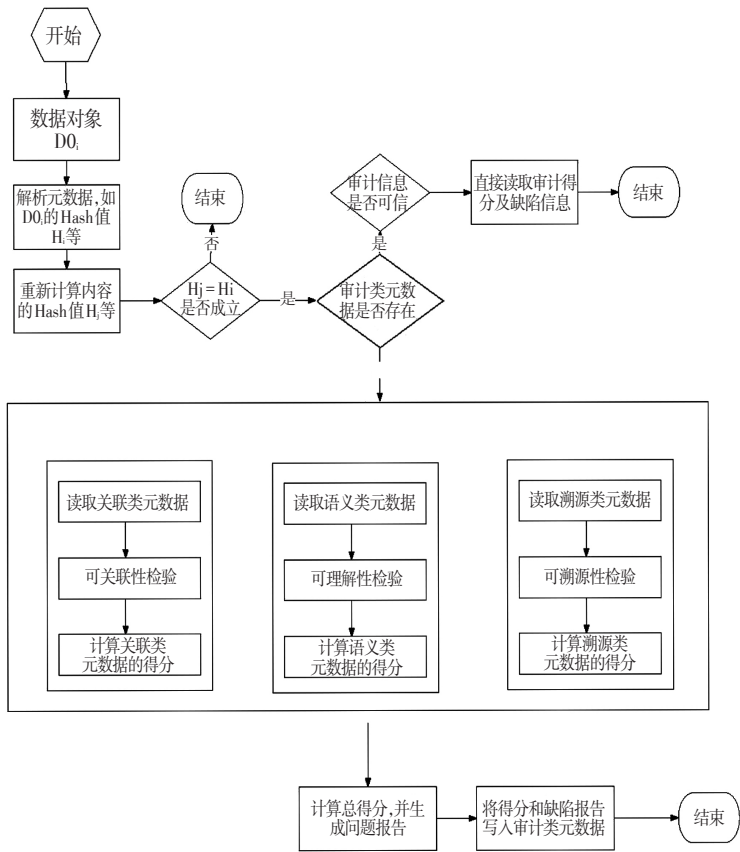 开始
数据对象
D0ᵢ
解析元数据,如
D0ᵢ的Hash值
Hᵢ等
重新计算内容
的Hash值Hⱼ等
结束
否
Hj=Hi
是否成立
是
审计信息
是否可信
是
审计类元数
据是否存在
直接读取审计得
分及缺陷信息
结束
读取关联类元数据
可关联性检验
计算关联类
元数据的得分
读取语义类元数据
可理解性检验
计算语义类
元数据的得分
读取溯源类元数据
可溯源性检验
计算溯源类
元数据的得分
计算总得分,并生
成问题报告
将得分和缺陷报告
写入审计类元数据
结束